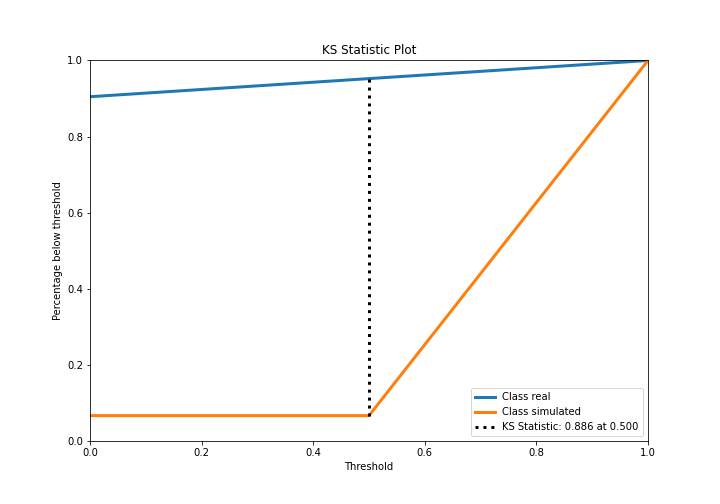 KS Statistic Plot
1.0
0.8
0.6
0.4
0.2
0.0
Percentage below threshold
Class real
Class simulated
KS Statistic: 0.886 at 0.500
0.0 0.2 0.4 0.6 0.8 1.0
Threshold